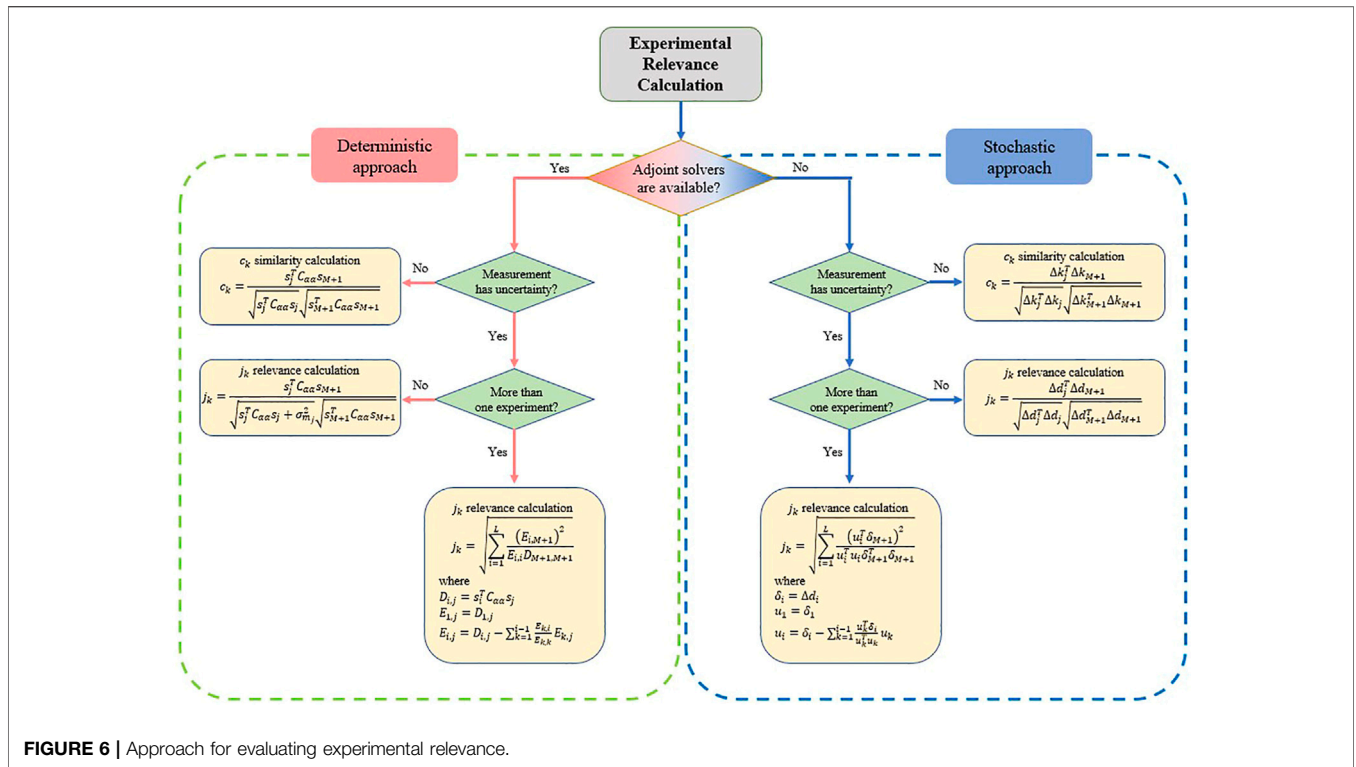 Experimental
Relevance
Calculation
Deterministic
approach
Stochastic
approach
Yes
Adjoint solvers
are available?
No
c_k similarity calculation
c_k = s_j^T C_αα s_{M+1} / (√(s_j^T C_αα s_j) √(s_{M+1}^T C_αα s_{M+1}))
No
Measurement
has uncertainty?
Measurement
has uncertainty?
No
c_k similarity calculation
c_k = Δk_j^T Δk_{M+1} / (√(Δk_j^T Δk_j) √(Δk_{M+1}^T Δk_{M+1}))
Yes
Yes
j_k relevance calculation
j_k = s_j^T C_αα s_{M+1} / (√(s_j^T C_αα s_j + σ_{m_j}^2) √(s_{M+1}^T C_αα s_{M+1}))
No
More than
one experiment?
More than
one experiment?
No
j_k relevance calculation
j_k = Δd_j^T Δd_{M+1} / (√(Δd_j^T Δd_j) √(Δd_{M+1}^T Δd_{M+1}))
Yes
Yes
j_k relevance calculation
j_k = √(∑_{i=1}^L (E_{i,M+1})^2 / (E_{i,i} D_{M+1,M+1}))
where
D_{i,j} = s_i^T C_αα s_j
E_{1,j} = D_{1,j}
E_{i,j} = D_{i,j} − ∑_{k=1}^{i−1} (E_{k,i} / E_{k,k}) E_{k,j}
j_k relevance calculation
j_k = √(∑_{i=1}^L (u_i^T δ_{M+1})^2 / (u_i^T u_i δ_{M+1}^T δ_{M+1}))
where
δ_i = Δd_i
u_1 = δ_1
u_i = δ_i − ∑_{k=1}^{i−1} (u_k^T δ_i / u_k^T u_k) u_k
FIGURE 6 | Approach for evaluating experimental relevance.